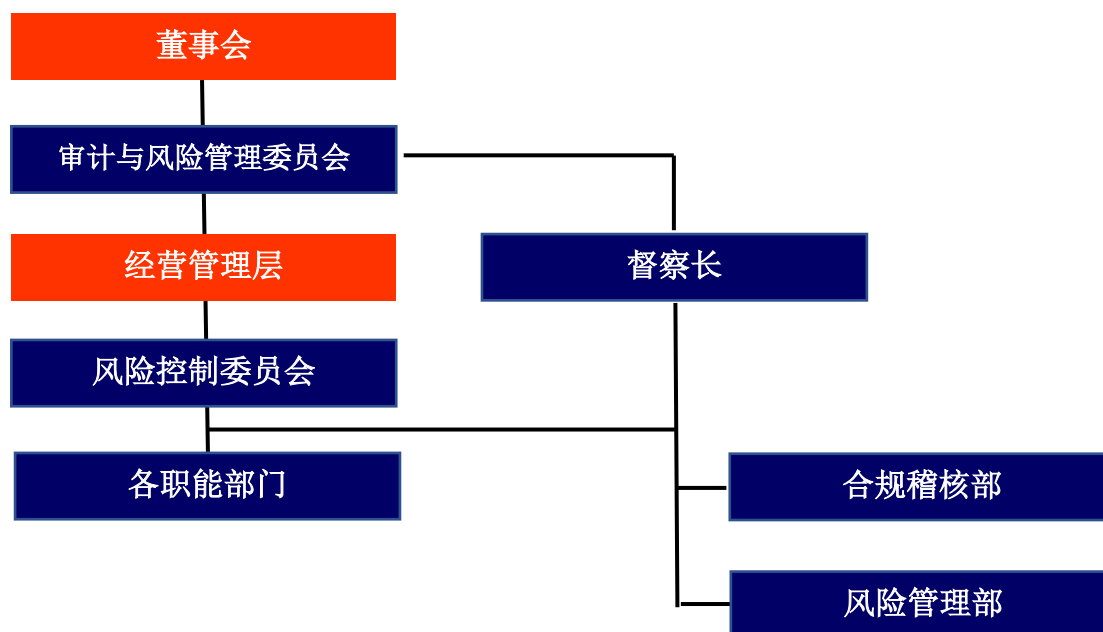 董事会
审计与风险管理委员会
经营管理层
督察长
风险控制委员会
各职能部门
合规稽核部
风险管理部